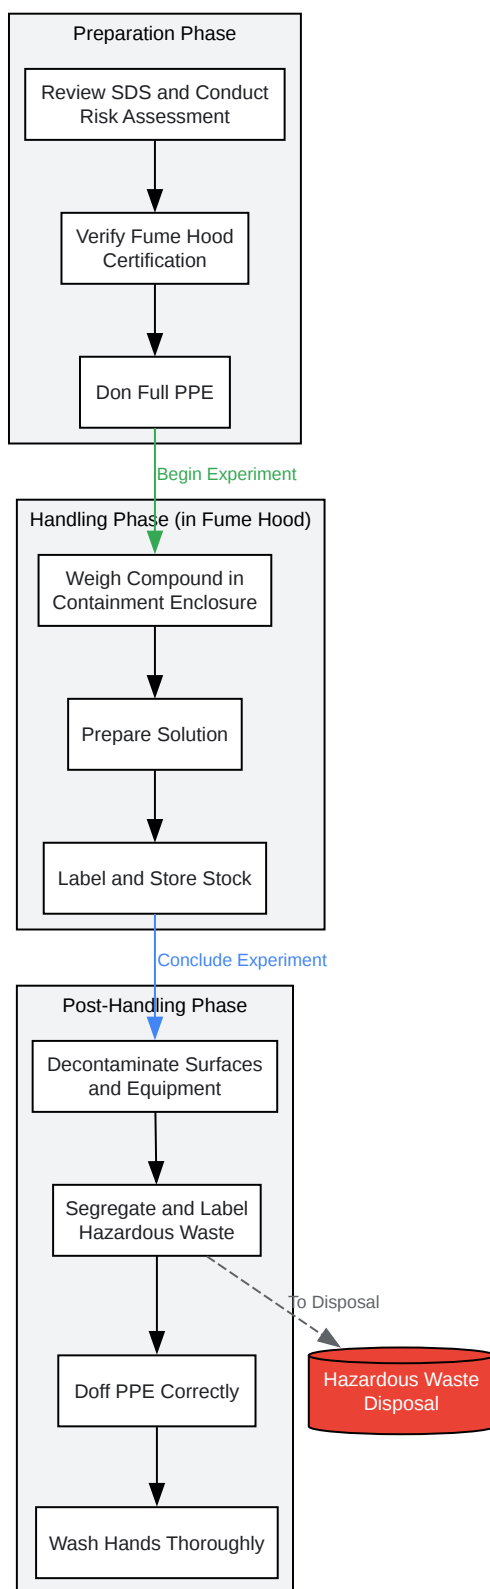 Preparation Phase
Review SDS and Conduct
Risk Assessment
Verify Fume Hood
Certification
Don Full PPE
Begin Experiment
Handling Phase (in Fume Hood)
Weigh Compound in
Containment Enclosure
Prepare Solution
Label and Store Stock
Conclude Experiment
Post-Handling Phase
Decontaminate Surfaces
and Equipment
Segregate and Label
Hazardous Waste
To Disposal
Hazardous Waste
Disposal
Doff PPE Correctly
Wash Hands Thoroughly